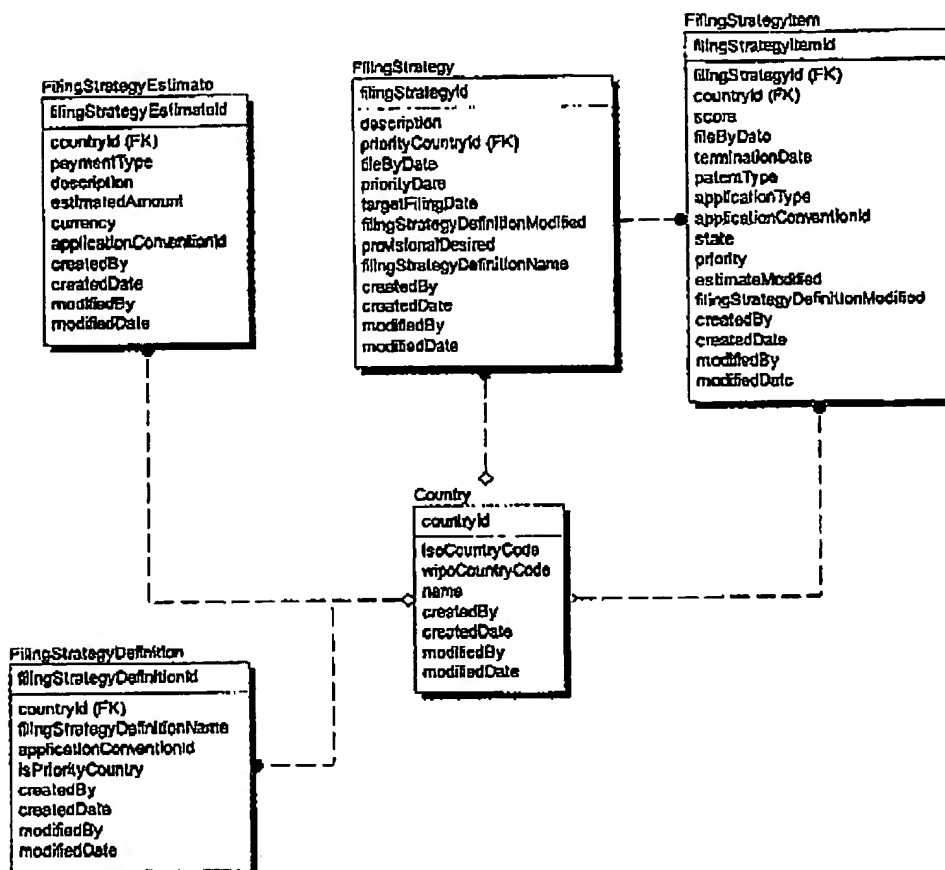 FilingStrategyEstimate
filingStrategyEstimateId
countryId (FK)
paymentType
description
estimatedAmount
currency
applicationConventionId
createdBy
createdDate
modifiedBy
modifiedDate
FilingStrategy
filingStrategyId
description
priorityCountryId (FK)
fileByDate
priorityDate
targetFilingDate
filingStrategyDefinitionModified
provisionalDesired
filingStrategyDefinitionName
createdBy
createdDate
modifiedBy
modifiedDate
FilingStrategyItem
filingStrategyItemId
filingStrategyId (FK)
countryId (FK)
score
fileByDate
terminationDate
patentType
applicationType
applicationConventionId
state
priority
estimateModified
filingStrategyDefinitionModified
createdBy
createdDate
modifiedBy
modifiedDate
Country
countryId
isoCountryCode
wipoCountryCode
name
createdBy
createdDate
modifiedBy
modifiedDate
FilingStrategyDefinition
filingStrategyDefinitionId
countryId (FK)
filingStrategyDefinitionName
applicationConventionId
isPriorityCountry
createdBy
createdDate
modifiedBy
modifiedDate